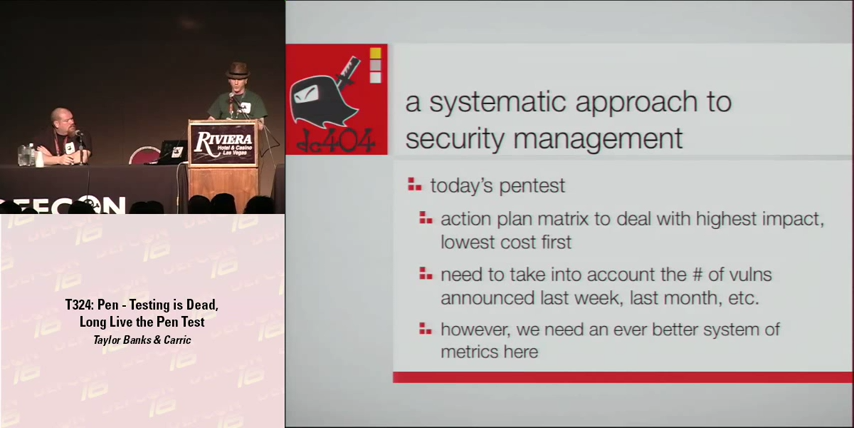 RIVIERA
Hotel & Casino
Las Vegas
T324: Pen - Testing is Dead,
Long Live the Pen Test
Taylor Banks & Carric
dc404
a systematic approach to
security management
today's pentest
action plan matrix to deal with highest impact,
lowest cost first
need to take into account the # of vulns
announced last week, last month, etc.
however, we need an ever better system of
metrics here